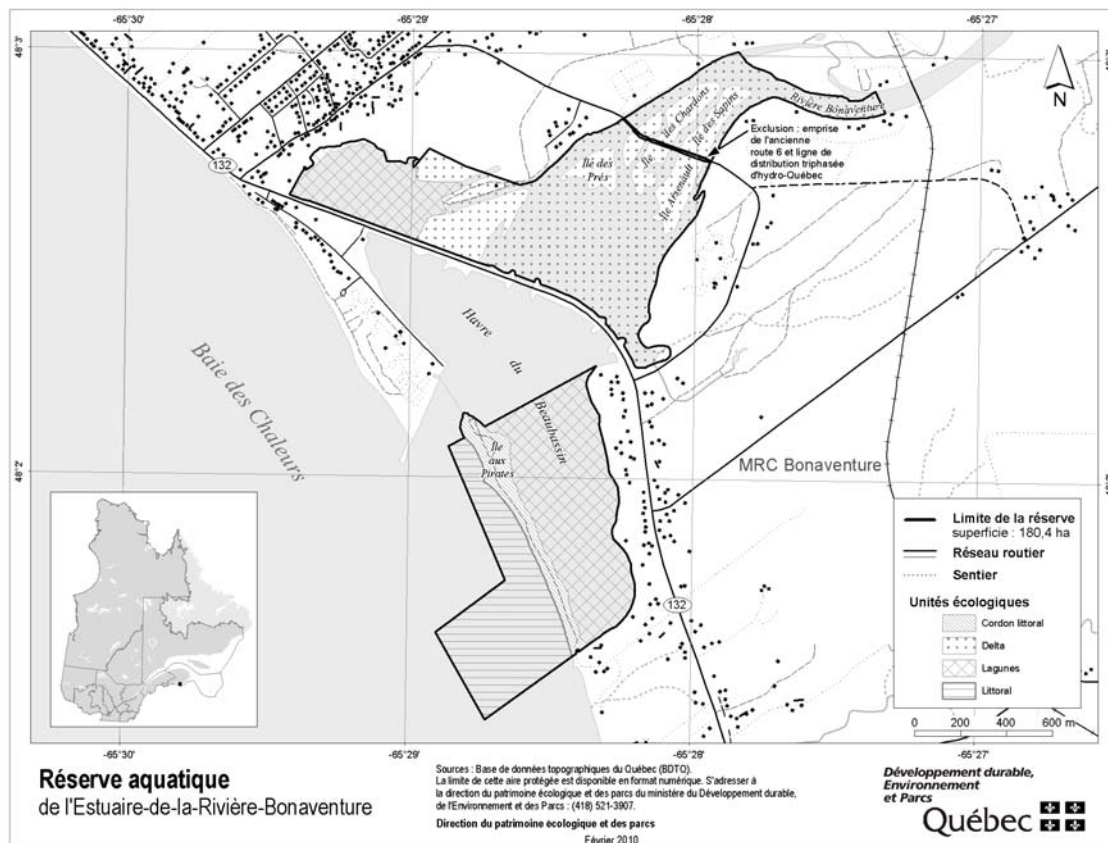 -65°30' -65°29' -65°28' -65°27'
48°3'
132
Îles Chardons
Île des Sapins
Rivière Bonaventure
Île
Île des
Prés
Île Arsenault
Exclusion : emprise
de l'ancienne
route 6 et ligne de
distribution triphasée
d'hydro-Québec
N
Havre
du
Beaubassin
Baie des Chaleurs
Île
aux
Pirates
48°2'
MRC Bonaventure
132
Limite de la réserve
superficie : 180,4 ha
Réseau routier
Sentier
Unités écologiques
Cordon littoral
Delta
Lagunes
Littoral
0 200 400 600 m
-65°30' -65°29' -65°28' -65°27'
Réserve aquatique
de l'Estuaire-de-la-Rivière-Bonaventure
Sources : Base de données topographiques du Québec (BDTQ).
La limite de cette aire protégée est disponible en format numérique. S'adresser à
la direction du patrimoine écologique et des parcs du ministère du Développement durable,
de l'Environnement et des Parcs : (418) 521-3907.
Direction du patrimoine écologique et des parcs
Février 2010
Développement durable,
Environnement
et Parcs
Québec